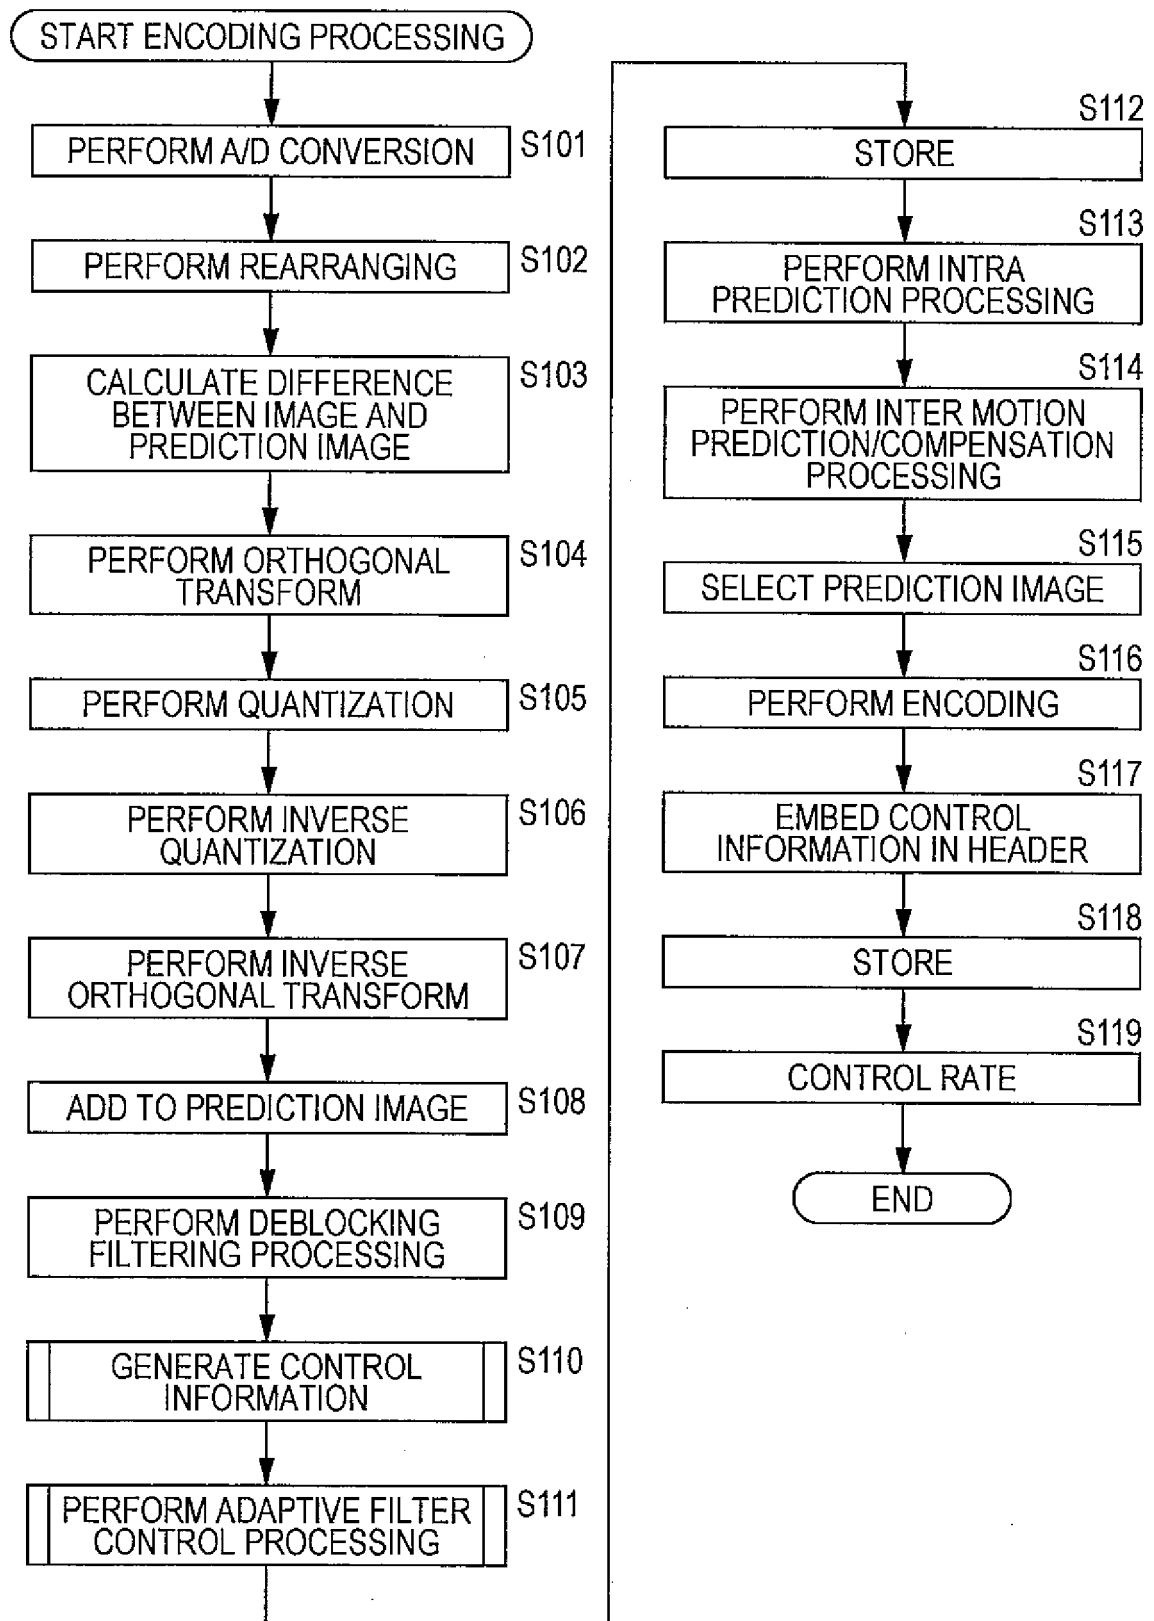 START ENCODING PROCESSING
PERFORM A/D CONVERSION
S101
PERFORM REARRANGING
S102
CALCULATE DIFFERENCE
BETWEEN IMAGE AND
PREDICTION IMAGE
S103
PERFORM ORTHOGONAL
TRANSFORM
S104
PERFORM QUANTIZATION
S105
PERFORM INVERSE
QUANTIZATION
S106
PERFORM INVERSE
ORTHOGONAL TRANSFORM
S107
ADD TO PREDICTION IMAGE
S108
PERFORM DEBLOCKING
FILTERING PROCESSING
S109
GENERATE CONTROL
INFORMATION
S110
PERFORM ADAPTIVE FILTER
CONTROL PROCESSING
S111
S112
STORE
S113
PERFORM INTRA
PREDICTION PROCESSING
S114
PERFORM INTER MOTION
PREDICTION/COMPENSATION
PROCESSING
S115
SELECT PREDICTION IMAGE
S116
PERFORM ENCODING
S117
EMBED CONTROL
INFORMATION IN HEADER
S118
STORE
S119
CONTROL RATE
END